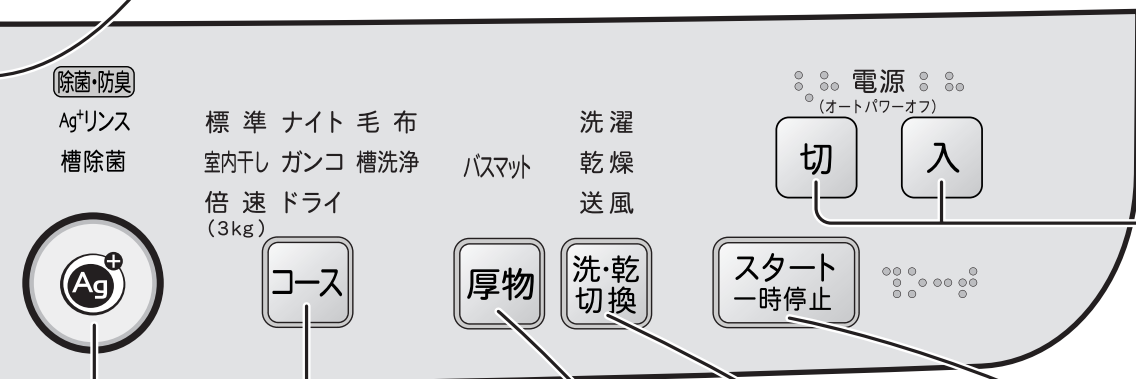 除菌・防臭
Ag⁺リンス
槽除菌
Ag+
標準 ナイト 毛布
室内干し ガンコ 槽洗浄
倍速 ドライ
(3kg)
コース
バスマット
厚物
洗濯
乾燥
送風
洗・乾
切換
電源
(オートパワーオフ)
切 入
スタート
一時停止